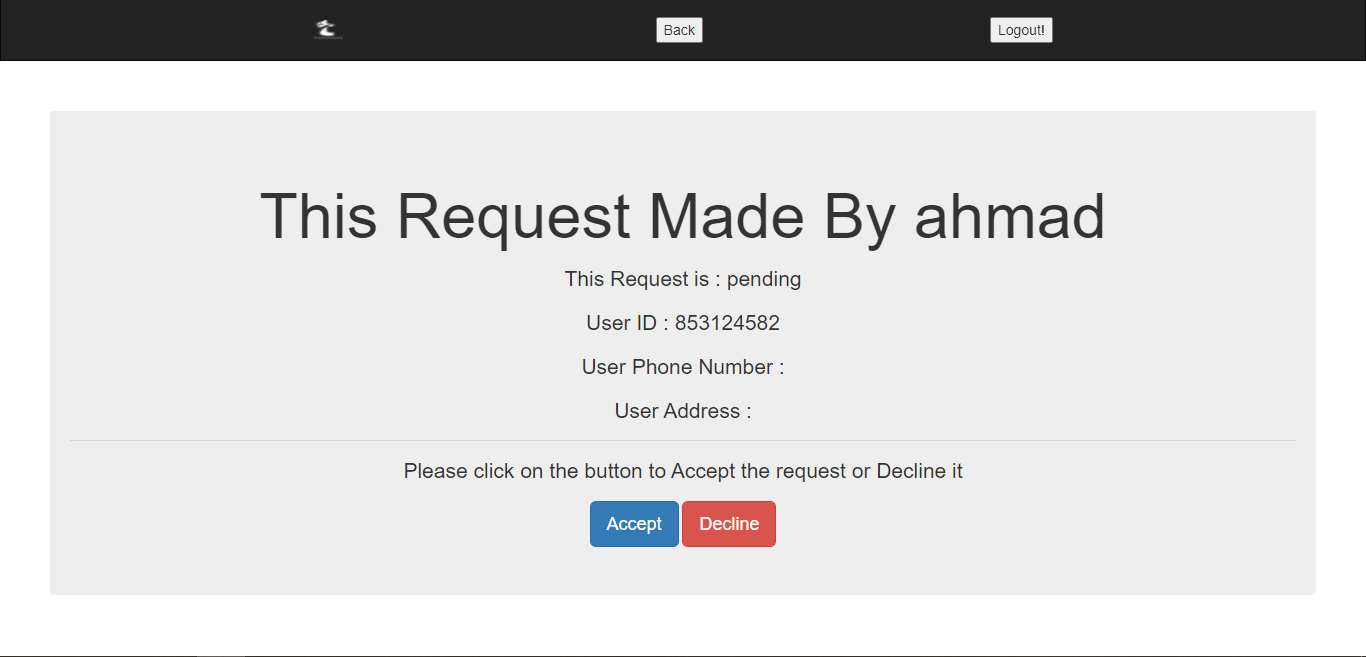 Back
Logout!
This Request Made By ahmad
This Request is : pending
User ID : 853124582
User Phone Number :
User Address :
Please click on the button to Accept the request or Decline it
Accept Decline